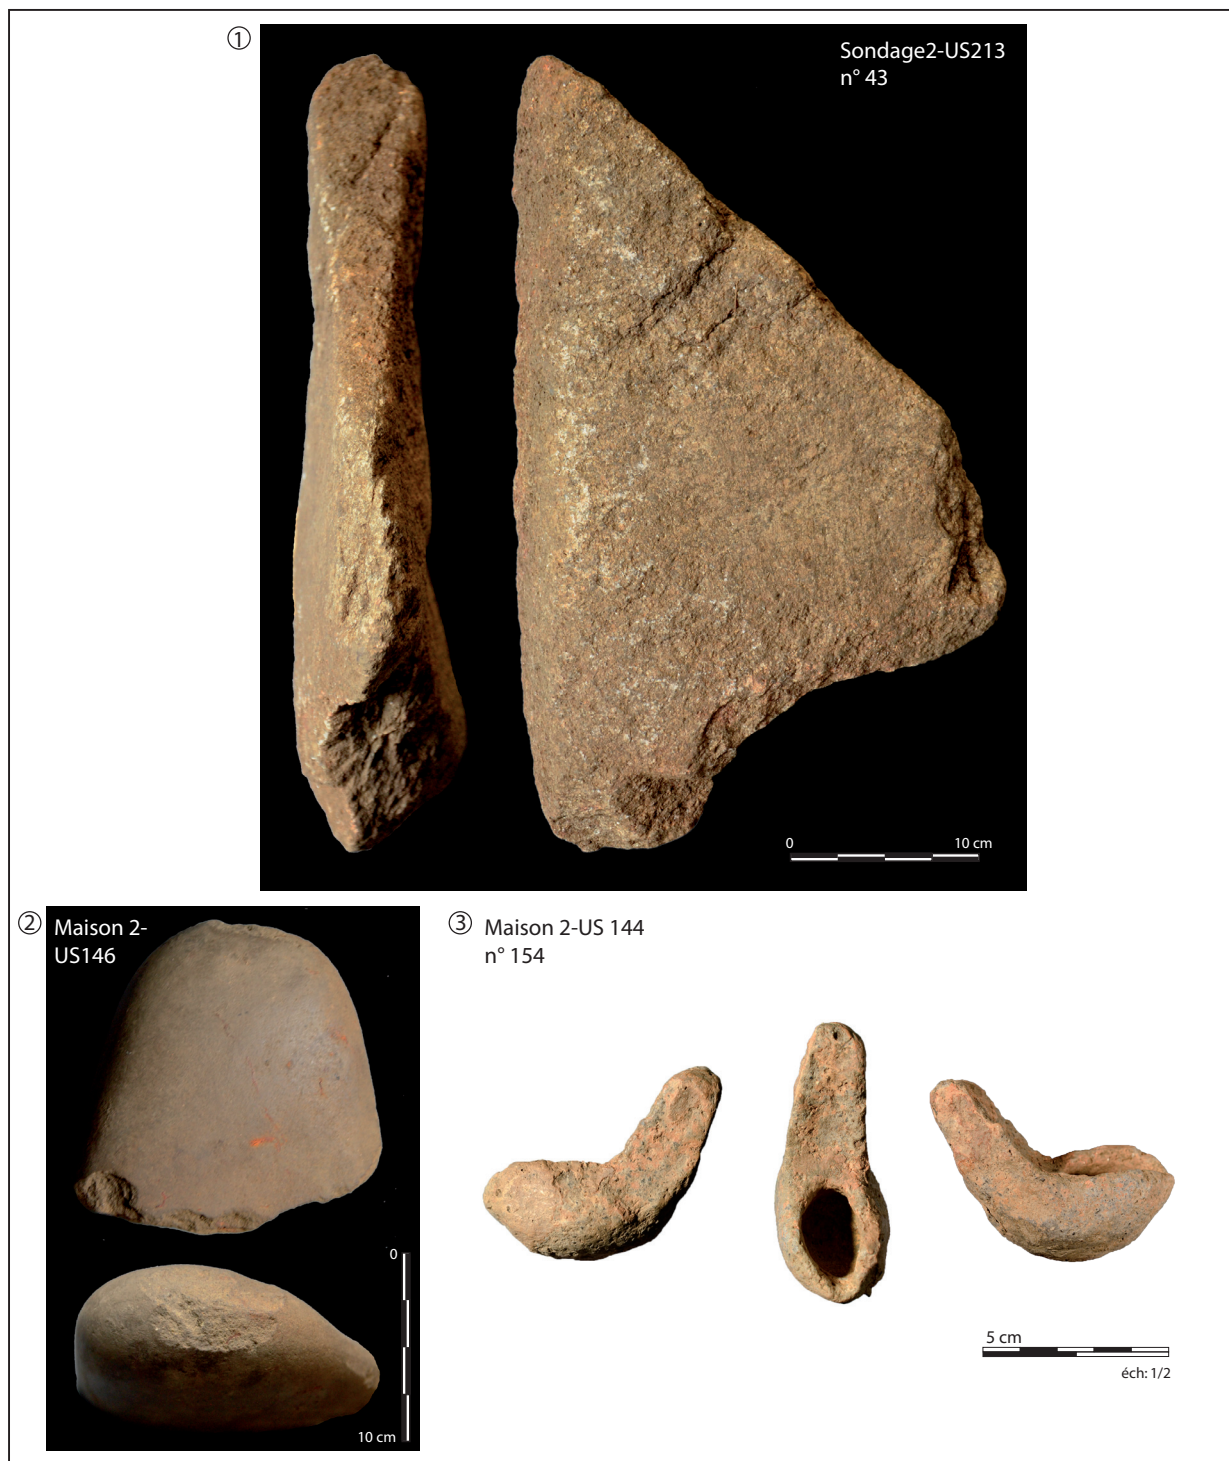 ①
Sondage2-US213
n° 43
0 10 cm
②
Maison 2-
US146
0
10 cm
③
Maison 2-US 144
n° 154
5 cm
éch: 1/2